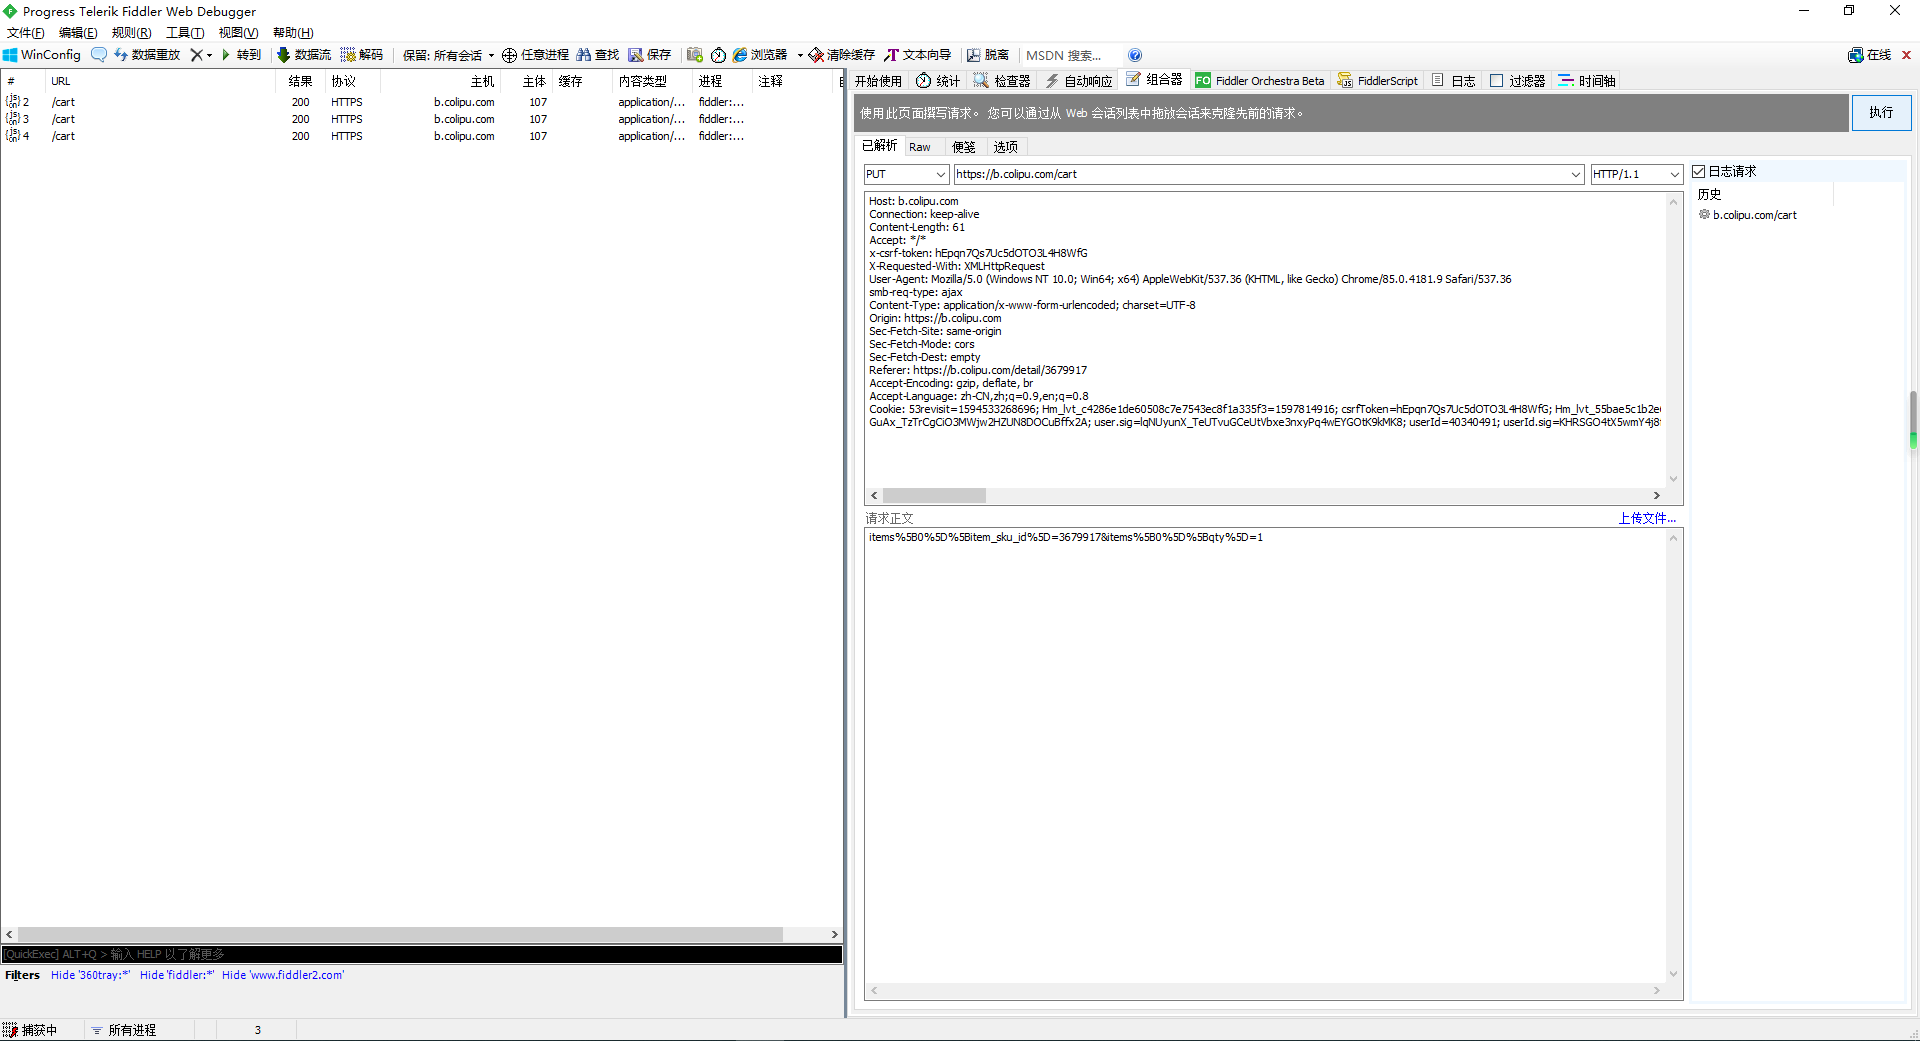 Progress Telerik Fiddler Web Debugger
文件(F) 编辑(E) 规则(R) 工具(T) 视图(V) 帮助(H)
WinConfig 数据重放 转到 数据流 解码 保留: 所有会话 任意进程 查找 保存 浏览器 清除缓存 文本向导 脱离 MSDN 搜索... 在线
# URL 结果 协议 主机 主体 缓存 内容类型 进程 注释
2 /cart 200 HTTPS b.colipu.com 107 application/... fiddler:...
3 /cart 200 HTTPS b.colipu.com 107 application/... fiddler:...
4 /cart 200 HTTPS b.colipu.com 107 application/... fiddler:...
[QuickExec] ALT+Q > 输入 HELP 以了解更多
Filters Hide '360tray:*' Hide 'fiddler:*' Hide 'www.fiddler2.com'
捕获中 所有进程 3
开始使用 统计 检查器 自动响应 组合器 FO Fiddler Orchestra Beta FiddlerScript 日志 过滤器 时间轴
使用此页面撰写请求。 您可以通过从 Web 会话列表中拖放会话来克隆先前的请求。
执行
已解析 Raw 便笺 选项
PUT https://b.colipu.com/cart HTTP/1.1
日志请求
历史
b.colipu.com/cart
Host: b.colipu.com
Connection: keep-alive
Content-Length: 61
Accept: */*
x-csrf-token: hEpqn7Qs7Uc5dOTO3L4H8WfG
X-Requested-With: XMLHttpRequest
User-Agent: Mozilla/5.0 (Windows NT 10.0; Win64; x64) AppleWebKit/537.36 (KHTML, like Gecko) Chrome/85.0.4181.9 Safari/537.36
smb-req-type: ajax
Content-Type: application/x-www-form-urlencoded; charset=UTF-8
Origin: https://b.colipu.com
Sec-Fetch-Site: same-origin
Sec-Fetch-Mode: cors
Sec-Fetch-Dest: empty
Referer: https://b.colipu.com/detail/3679917
Accept-Encoding: gzip, deflate, br
Accept-Language: zh-CN,zh;q=0.9,en;q=0.8
Cookie: 53revisit=1594533268696; Hm_lvt_c4286e1de60508c7e7543ec8f1a335f3=1597814916; csrfToken=hEpqn7Qs7Uc5dOTO3L4H8WfG; Hm_lvt_55bae5c1b2e
GuAx_TzTrCgCiO3MWjw2HZUN8DOCuBffx2A; user.sig=lqNUyunX_TeUTvuGCeUtVbxe3nxyPq4wEYGOtK9kMK8; userId=40340491; userId.sig=KHRSGO4tX5wmY4j8
请求正文 上传文件...
items%5B0%5D%5Bitem_sku_id%5D=3679917&items%5B0%5D%5Bqty%5D=1